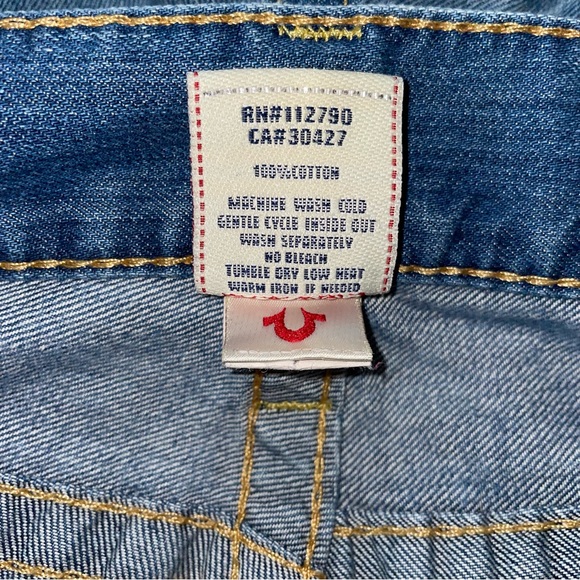 RN#112790
CA#30427
100%COTTON
MACHINE WASH COLD
GENTLE CYCLE INSIDE OUT
WASH SEPARATELY
NO BLEACH
TUMBLE DRY LOW HEAT
WARM IRON IF NEEDED